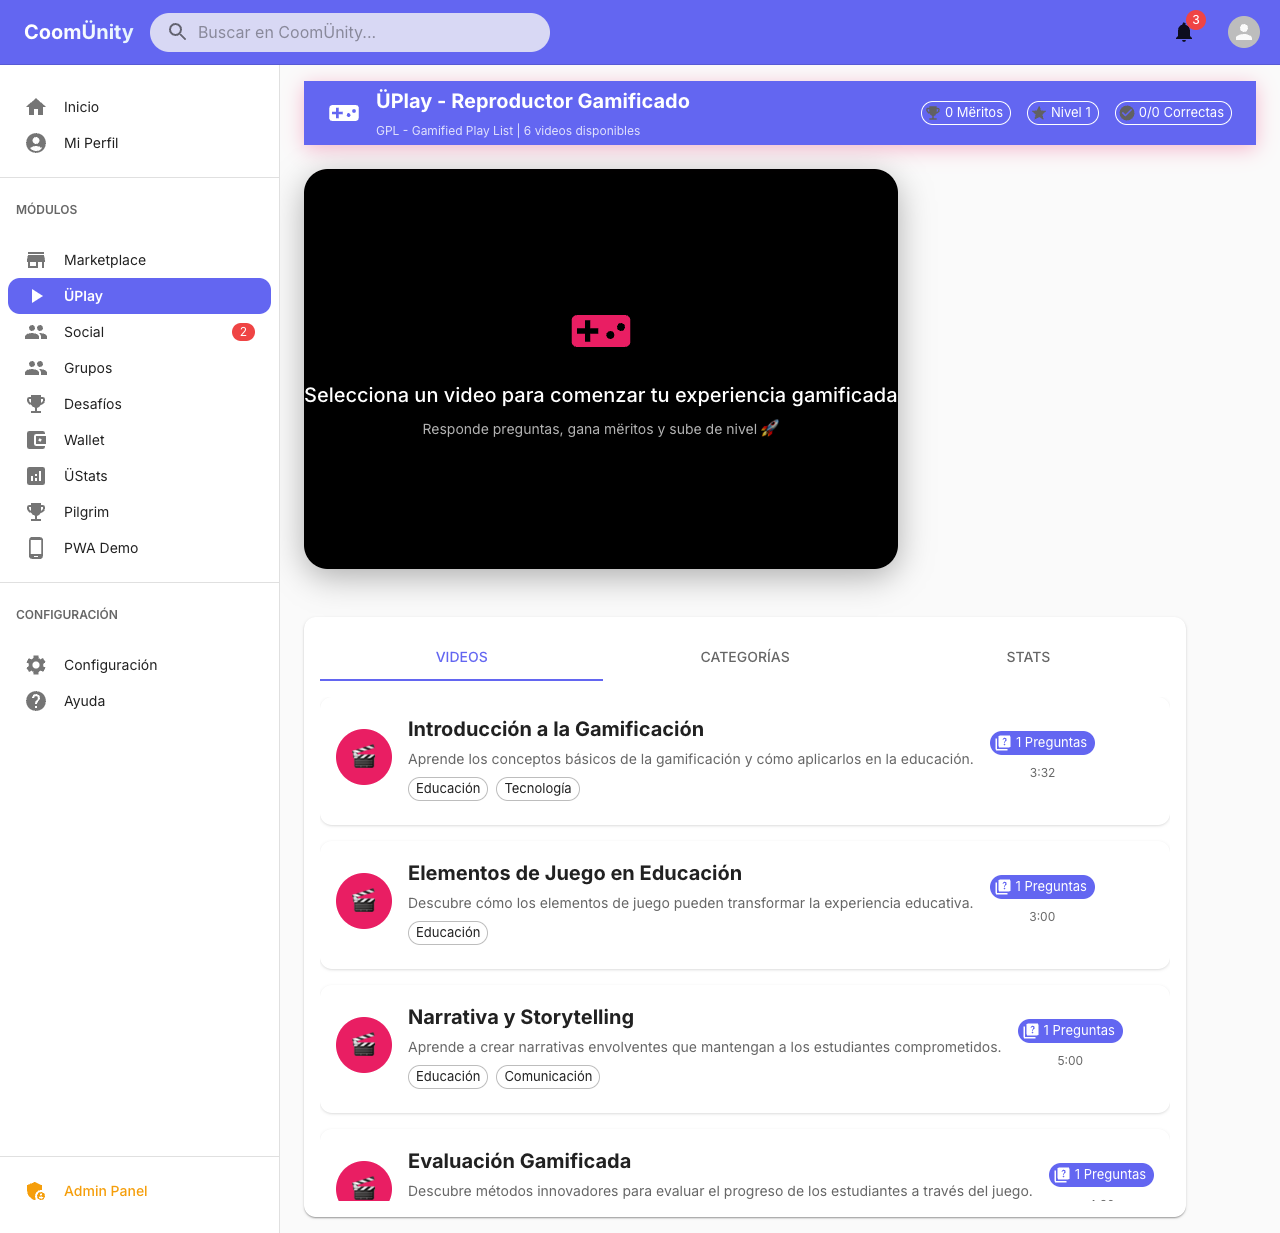 CoomÜnity
Buscar en CoomÜnity...
3
Inicio
Mi Perfil
MÓDULOS
Marketplace
ÜPlay
Social
2
Grupos
Desafíos
Wallet
ÜStats
Pilgrim
PWA Demo
CONFIGURACIÓN
Configuración
Ayuda
Admin Panel
ÜPlay - Reproductor Gamificado
GPL - Gamified Play List | 6 videos disponibles
0 Mëritos
Nivel 1
0/0 Correctas
Selecciona un video para comenzar tu experiencia gamificada
Responde preguntas, gana mëritos y sube de nivel 🚀
VIDEOS
CATEGORÍAS
STATS
Introducción a la Gamificación
Aprende los conceptos básicos de la gamificación y cómo aplicarlos en la educación.
Educación
Tecnología
1 Preguntas
3:32
Elementos de Juego en Educación
Descubre cómo los elementos de juego pueden transformar la experiencia educativa.
Educación
1 Preguntas
3:00
Narrativa y Storytelling
Aprende a crear narrativas envolventes que mantengan a los estudiantes comprometidos.
Educación
Comunicación
1 Preguntas
5:00
Evaluación Gamificada
Descubre métodos innovadores para evaluar el progreso de los estudiantes a través del juego.
1 Preguntas